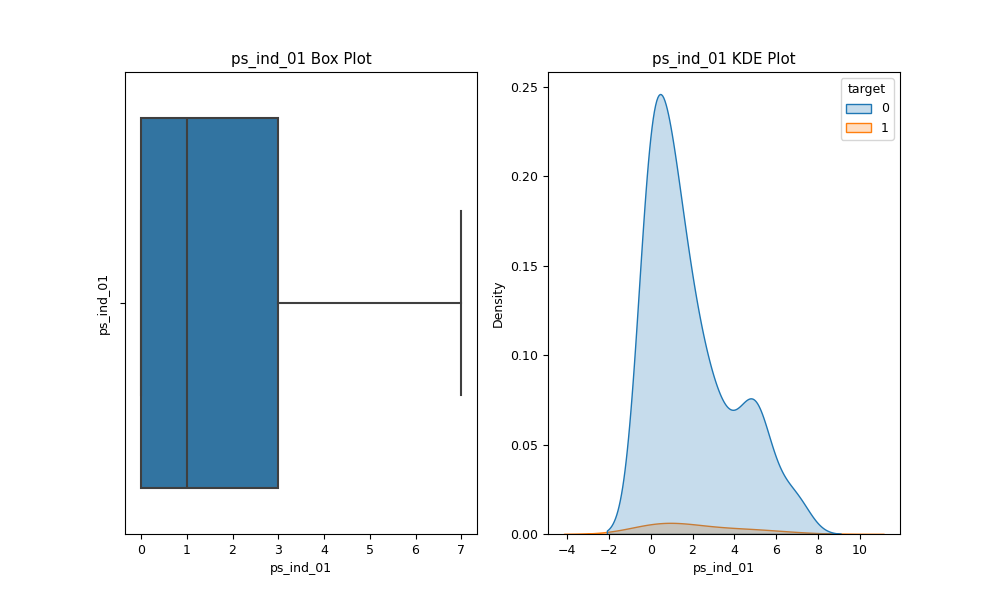 ps_ind_01 Box Plot
ps_ind_01
0 1 2 3 4 5 6 7
ps_ind_01
ps_ind_01 KDE Plot
target
0
1
Density
0.25
0.20
0.15
0.10
0.05
0.00
−4 −2 0 2 4 6 8 10
ps_ind_01